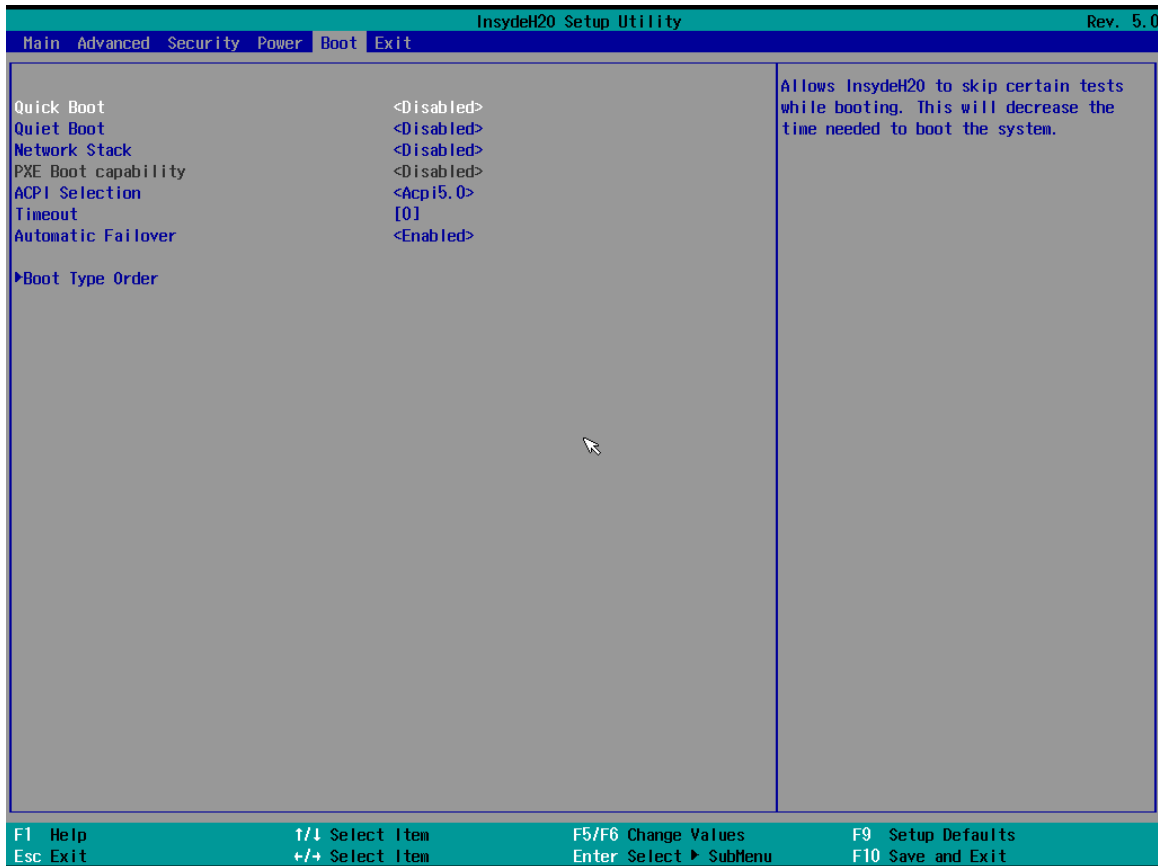 InsydeH20 Setup Utility Rev. 5.0
Main Advanced Security Power Boot Exit
Quick Boot <Disabled>
Quiet Boot <Disabled>
Network Stack <Disabled>
PXE Boot capability <Disabled>
ACPI Selection <Acpi5.0>
Timeout [0]
Automatic Failover <Enabled>
▶Boot Type Order
Allows InsydeH20 to skip certain tests
while booting. This will decrease the
time needed to boot the system.
F1 Help ↑/↓ Select Item F5/F6 Change Values F9 Setup Defaults
Esc Exit ←/→ Select Item Enter Select ▶ SubMenu F10 Save and Exit